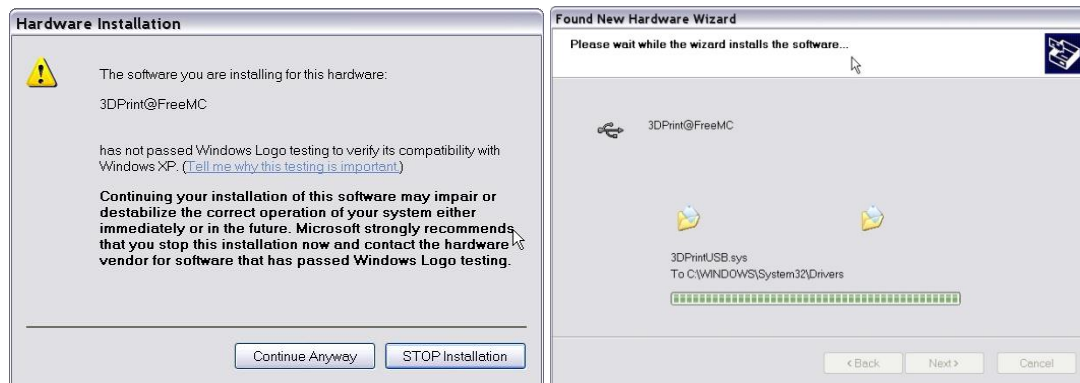 Hardware Installation
The software you are installing for this hardware:
3DPrint@FreeMC
has not passed Windows Logo testing to verify its compatibility with
Windows XP. (Tell me why this testing is important.)
Continuing your installation of this software may impair or
destabilize the correct operation of your system either
immediately or in the future. Microsoft strongly recommends
that you stop this installation now and contact the hardware
vendor for software that has passed Windows Logo testing.
Continue Anyway
STOP Installation
Found New Hardware Wizard
Please wait while the wizard installs the software...
3DPrint@FreeMC
3DPrintUSB.sys
To C:\WINDOWS\System32\Drivers
< Back
Next >
Cancel